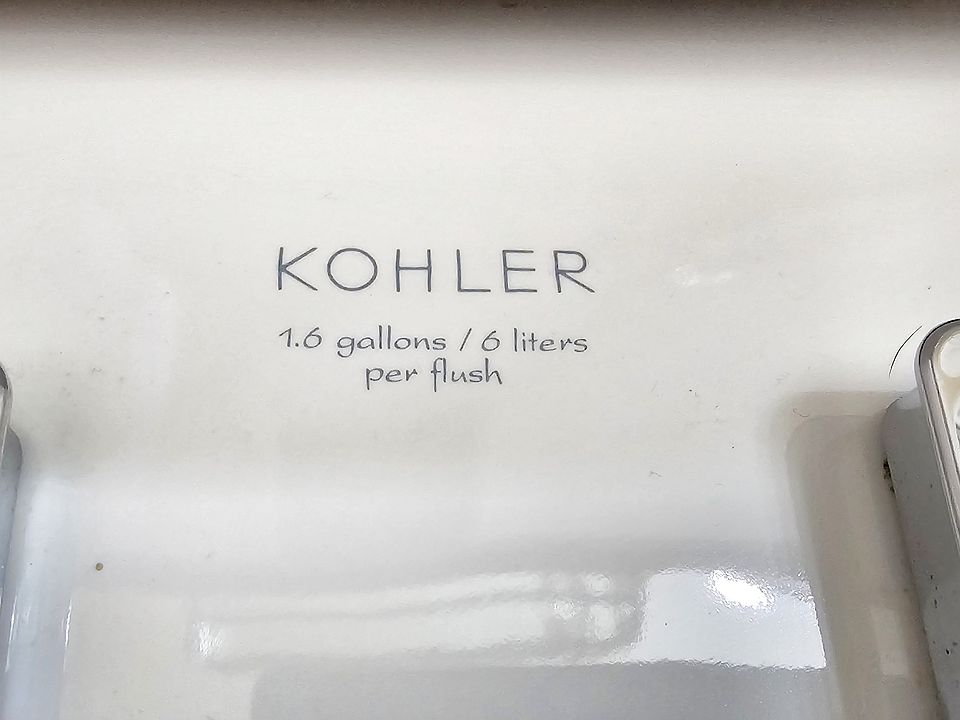 KOHLER
1.6 gallons / 6 liters
per flush